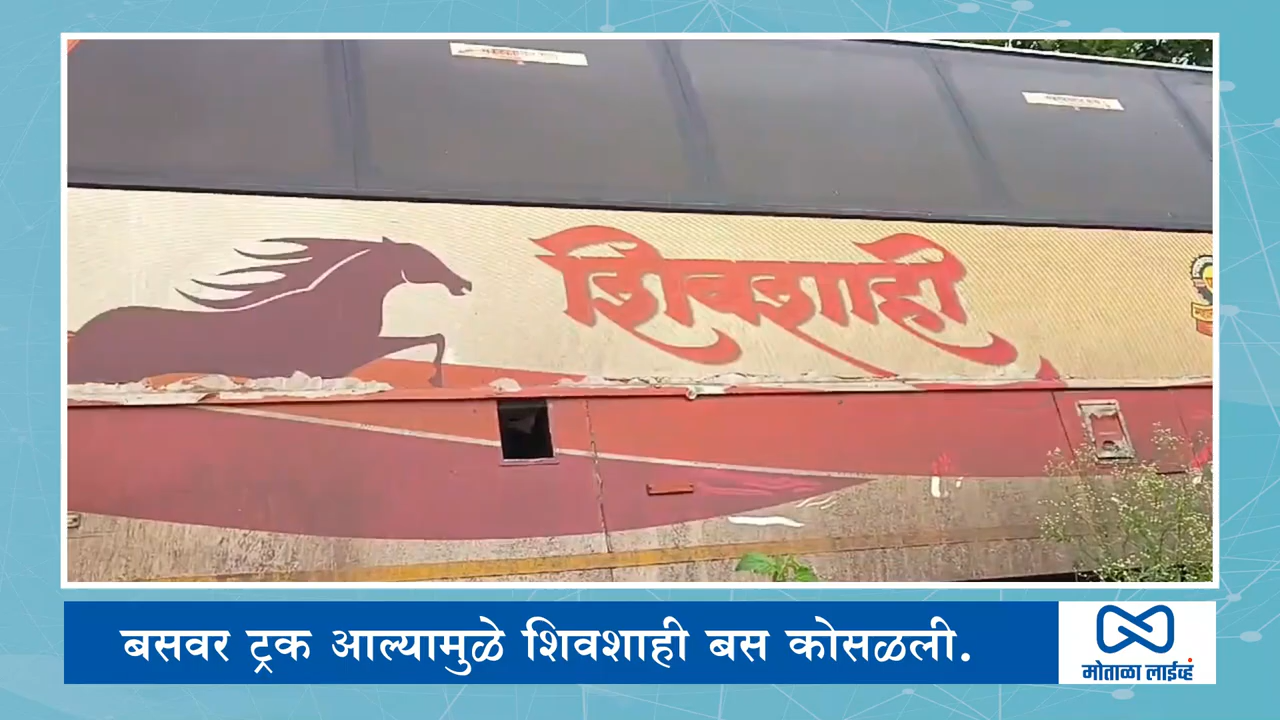 शिवशाही
बसवर ट्रक आल्यामुळे शिवशाही बस कोसळली.
मोताळा लाईव्हं